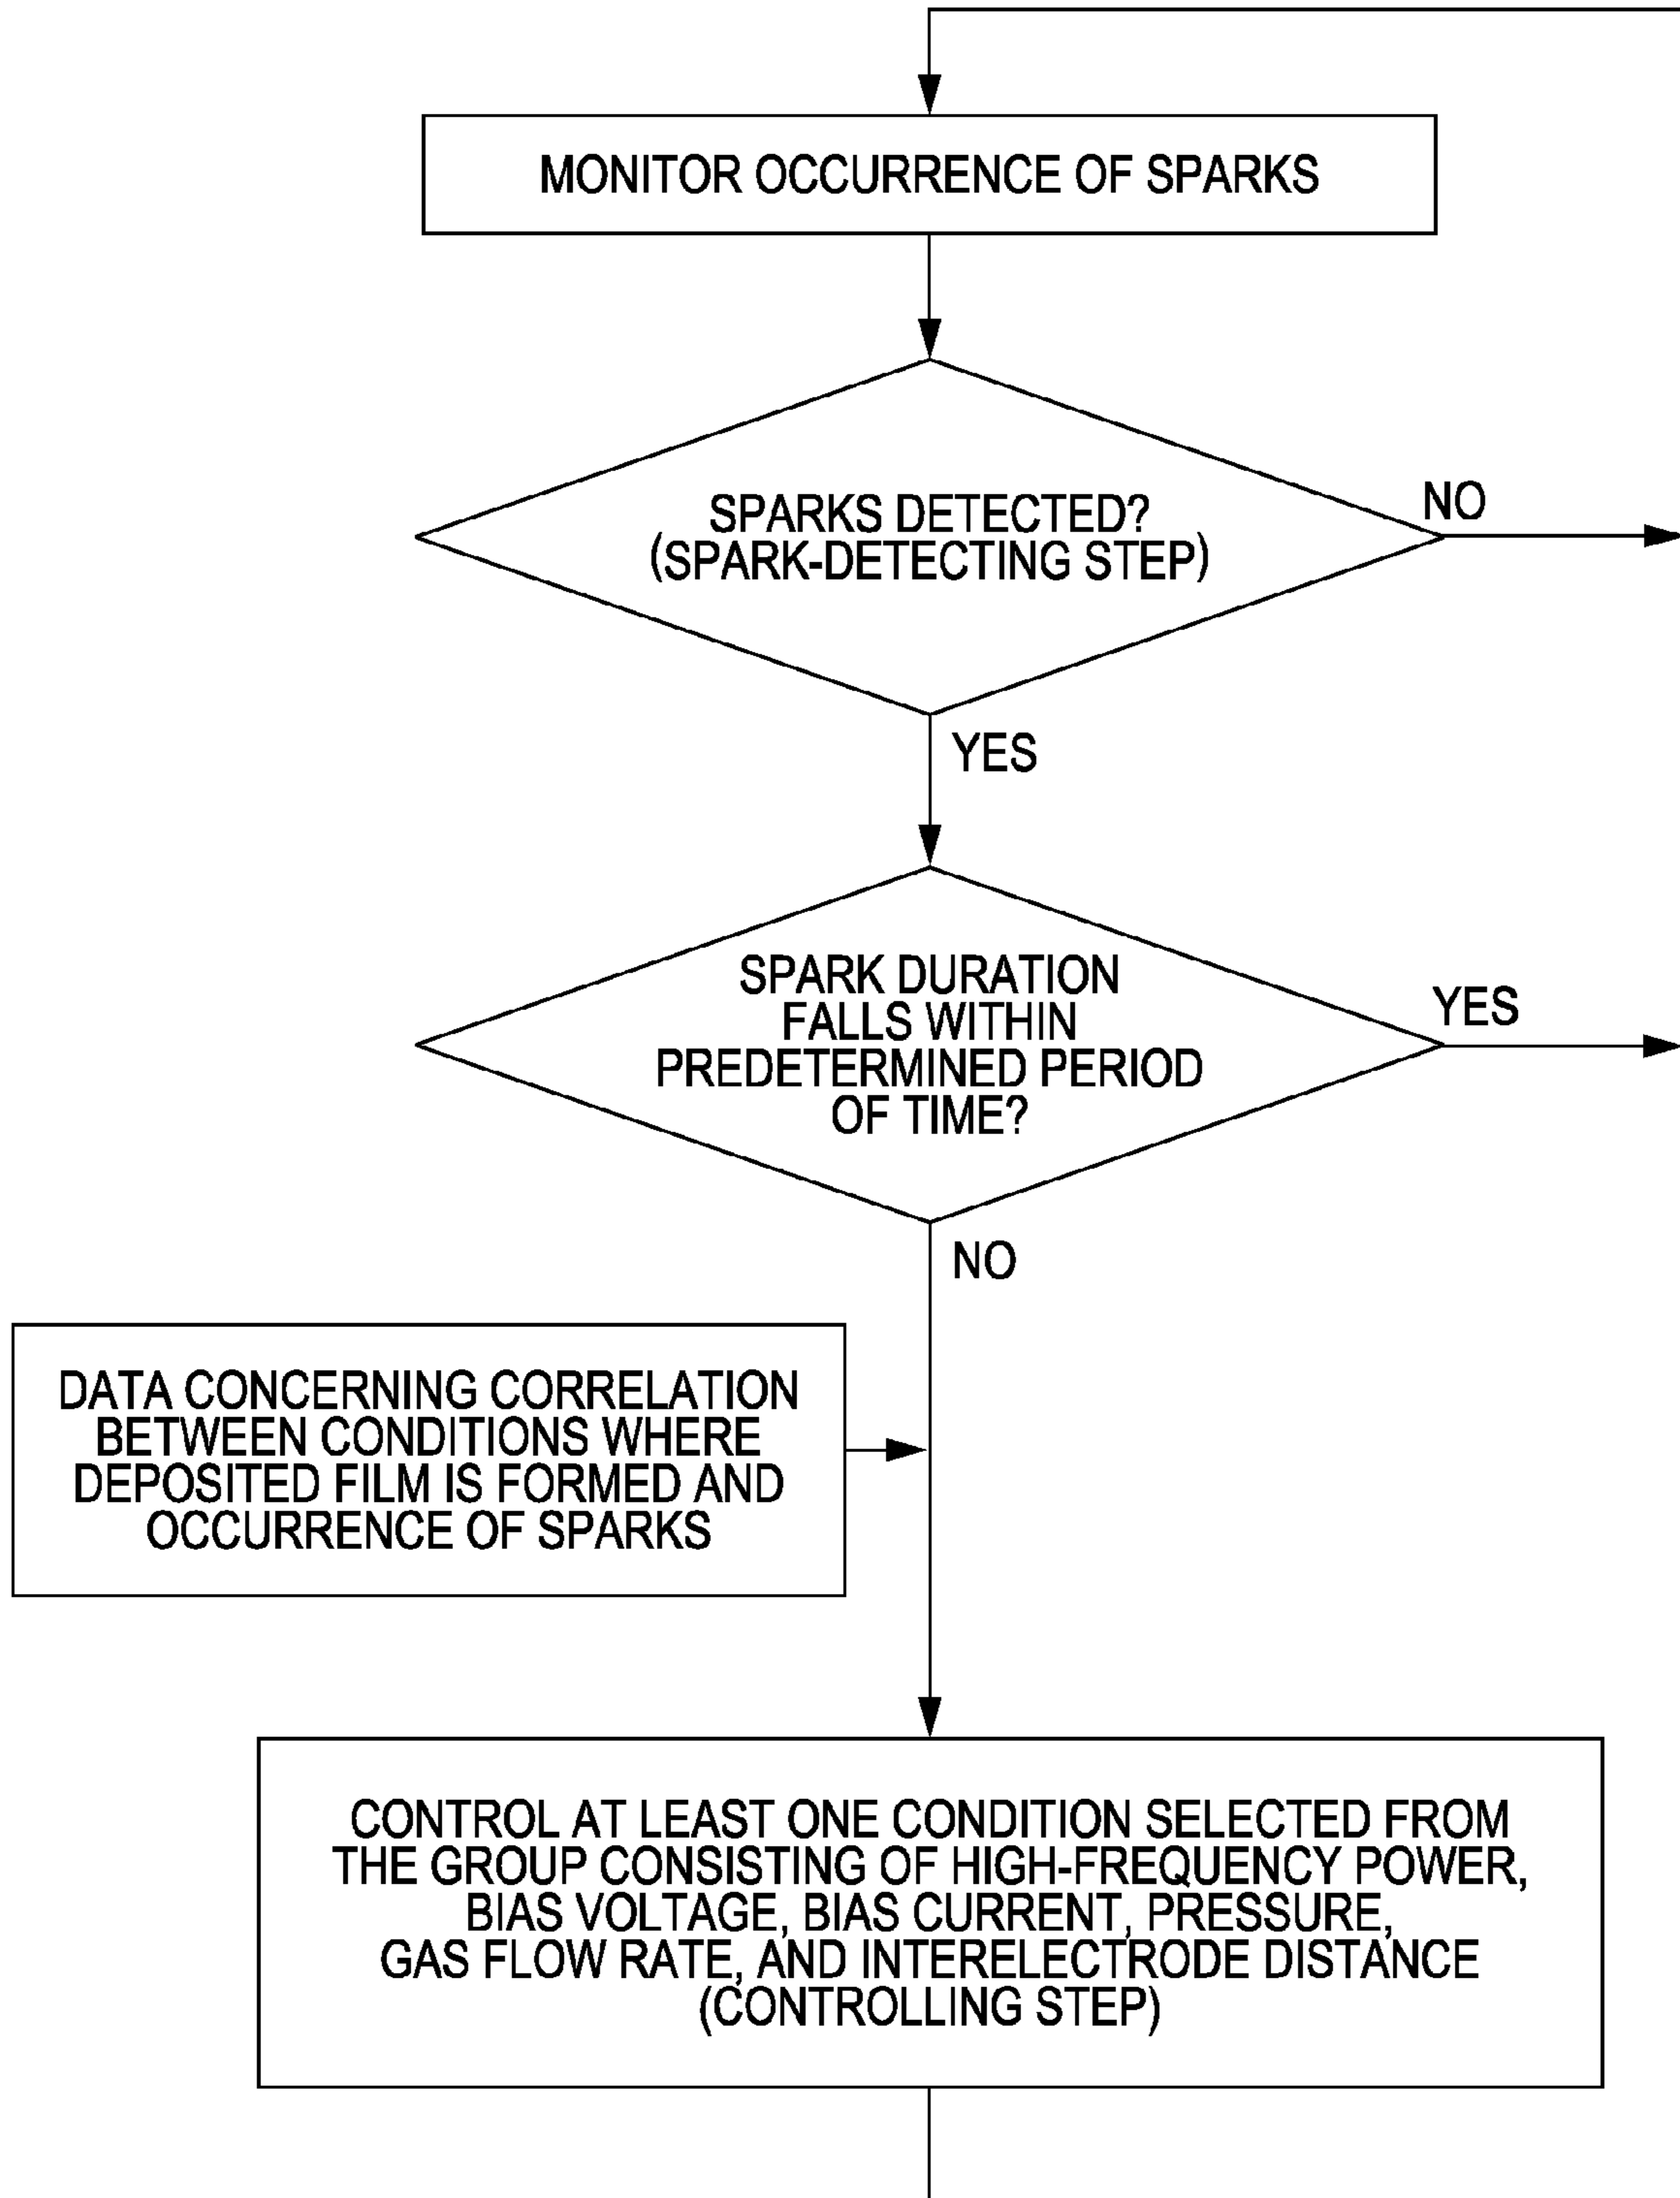 MONITOR OCCURRENCE OF SPARKS
SPARKS DETECTED?
(SPARK-DETECTING STEP)
NO
YES
SPARK DURATION
FALLS WITHIN
PREDETERMINED PERIOD
OF TIME?
YES
NO
DATA CONCERNING CORRELATION
BETWEEN CONDITIONS WHERE
DEPOSITED FILM IS FORMED AND
OCCURRENCE OF SPARKS
CONTROL AT LEAST ONE CONDITION SELECTED FROM
THE GROUP CONSISTING OF HIGH-FREQUENCY POWER,
BIAS VOLTAGE, BIAS CURRENT, PRESSURE,
GAS FLOW RATE, AND INTERELECTRODE DISTANCE
(CONTROLLING STEP)